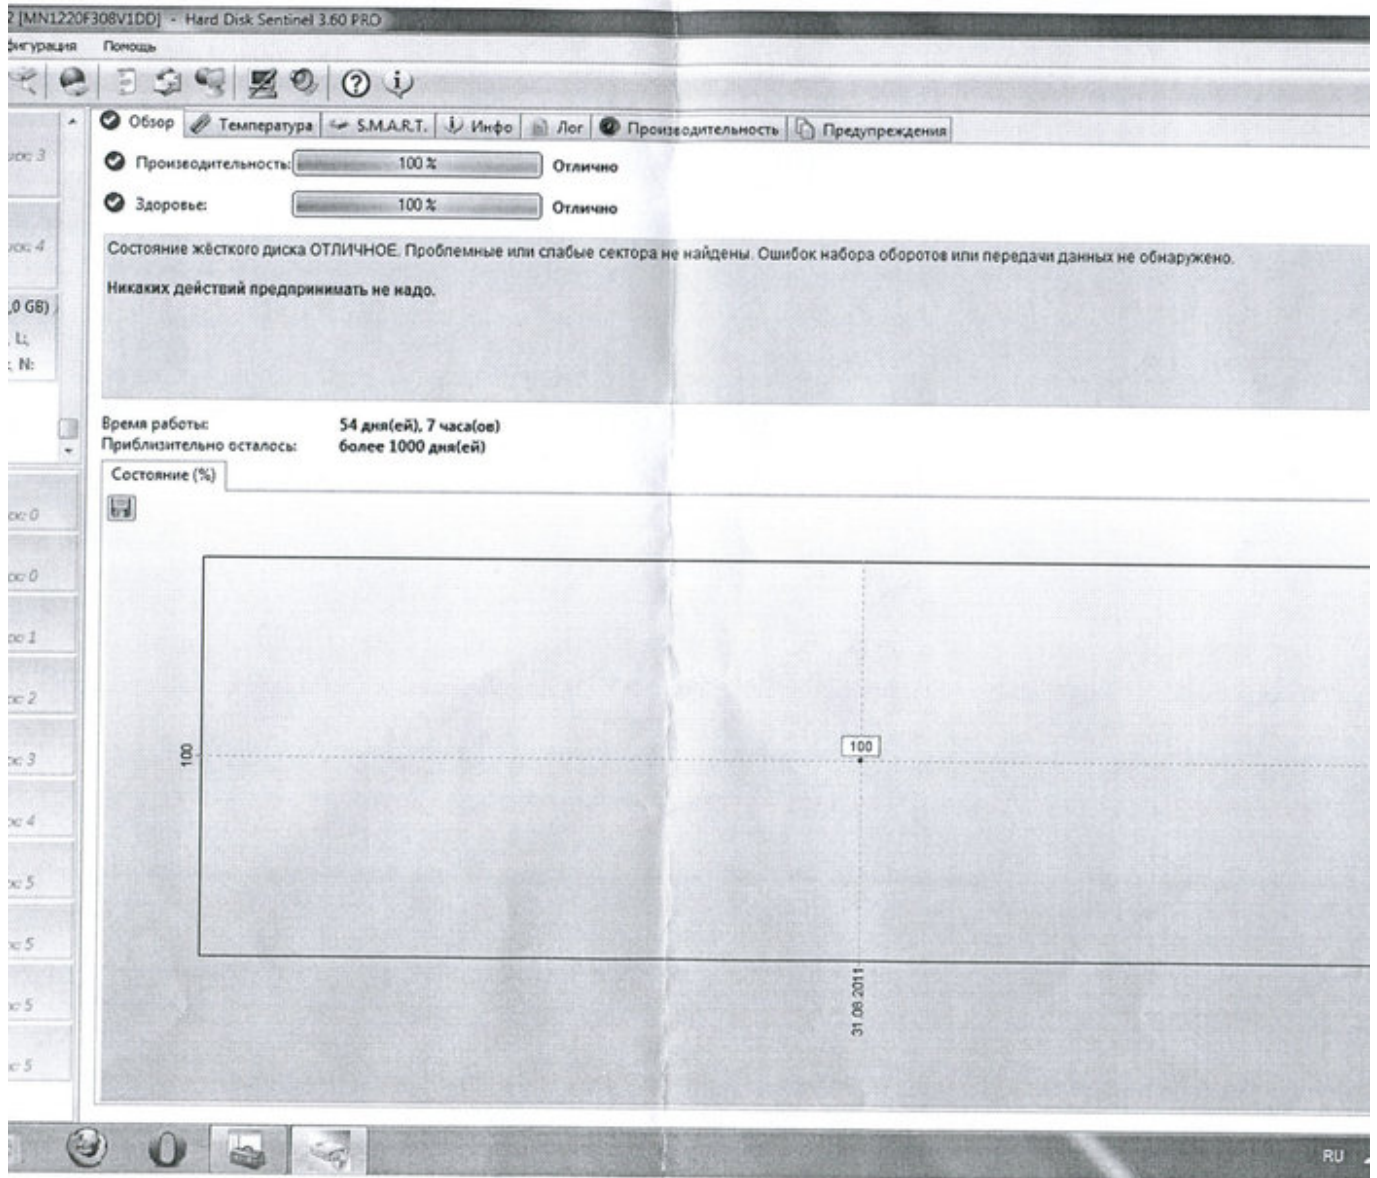 2 [MN1220F308V1DD] - Hard Disk Sentinel 3.60 PRO
Помощь
Обзор Температура S.M.A.R.T. Инфо Лог Производительность Предупреждения
Производительность: 100 % Отлично
Здоровье: 100 % Отлично
Состояние жёсткого диска ОТЛИЧНОЕ. Проблемные или слабые сектора не найдены. Ошибок набора оборотов или передачи данных не обнаружено.
Никаких действий предпринимать не надо.
,0 GB)
L:,
N:
Время работы: 54 дня(ей), 7 часа(ов)
Приблизительно осталось: более 1000 дня(ей)
Состояние (%)
100
100
31.08.2011
RU